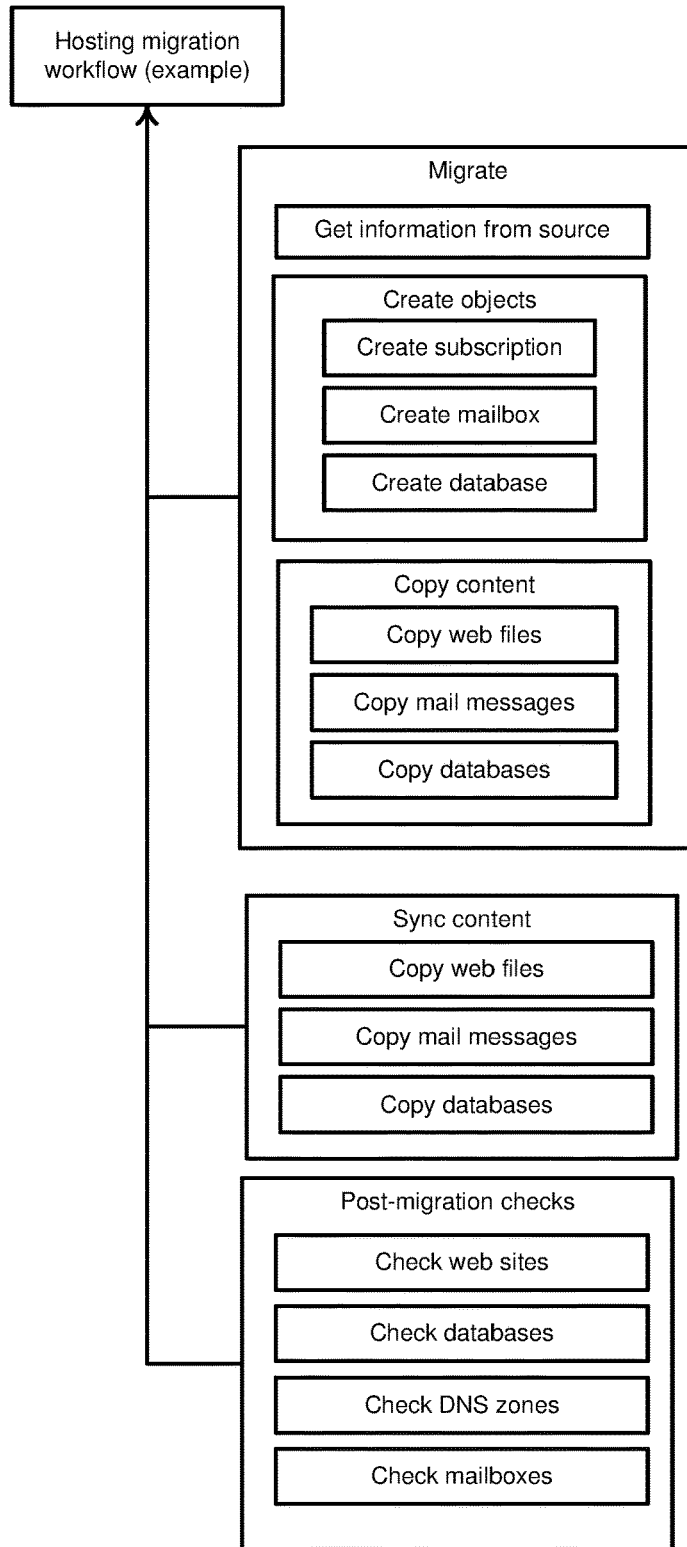 Hosting migration
workflow (example)
Migrate
Get information from source
Create objects
Create subscription
Create mailbox
Create database
Copy content
Copy web files
Copy mail messages
Copy databases
Sync content
Copy web files
Copy mail messages
Copy databases
Post-migration checks
Check web sites
Check databases
Check DNS zones
Check mailboxes